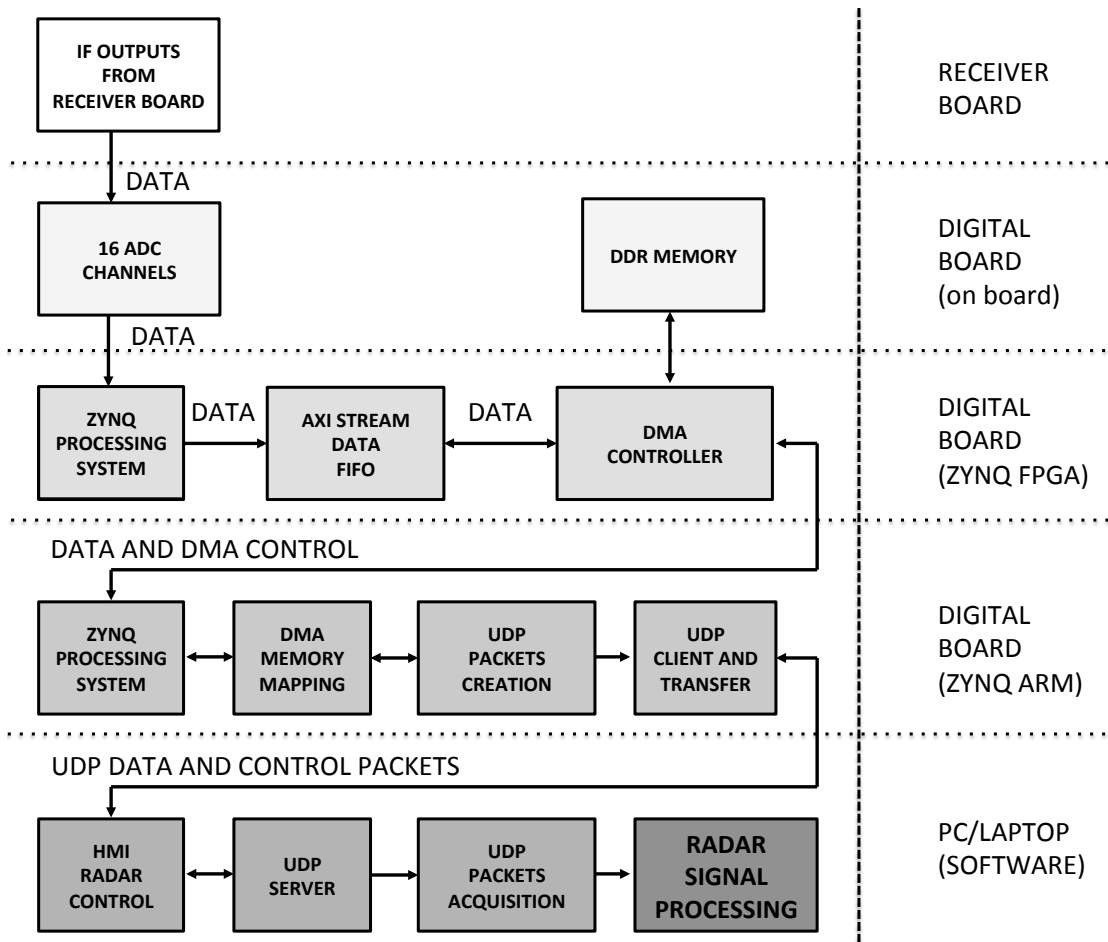 IF OUTPUTS
FROM
RECEIVER BOARD
RECEIVER
BOARD
DATA
16 ADC
CHANNELS
DDR MEMORY
DIGITAL
BOARD
(on board)
DATA
ZYNQ
PROCESSING
SYSTEM
DATA
AXI STREAM
DATA
FIFO
DATA
DMA
CONTROLLER
DIGITAL
BOARD
(ZYNQ FPGA)
DATA AND DMA CONTROL
ZYNQ
PROCESSING
SYSTEM
DMA
MEMORY
MAPPING
UDP
PACKETS
CREATION
UDP
CLIENT AND
TRANSFER
DIGITAL
BOARD
(ZYNQ ARM)
UDP DATA AND CONTROL PACKETS
HMI
RADAR
CONTROL
UDP
SERVER
UDP
PACKETS
ACQUISITION
RADAR
SIGNAL
PROCESSING
PC/LAPTOP
(SOFTWARE)